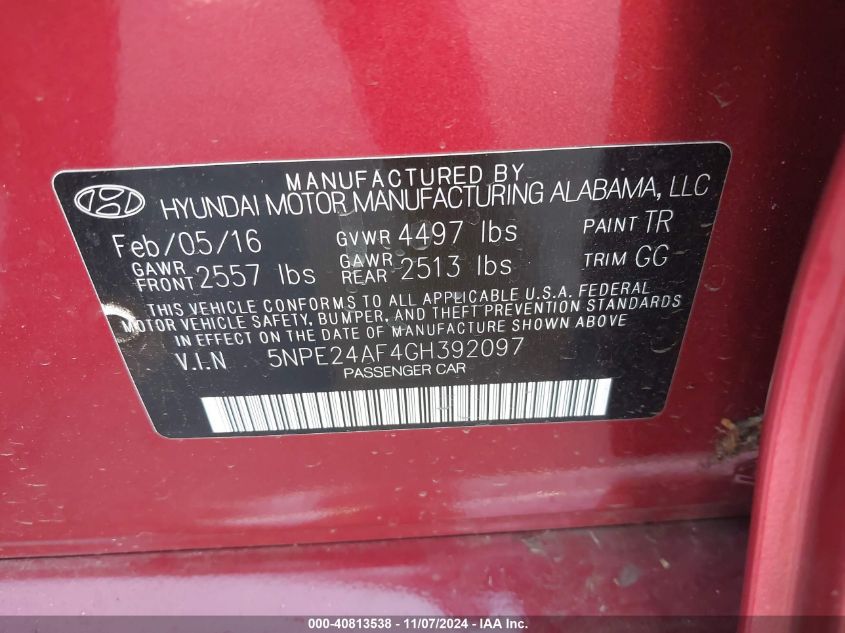 MANUFACTURED BY
HYUNDAI MOTOR MANUFACTURING ALABAMA, LLC
Feb/05/16 GVWR 4497 lbs PAINT TR
GAWR FRONT 2557 lbs GAWR REAR 2513 lbs TRIM GG
THIS VEHICLE CONFORMS TO ALL APPLICABLE U.S.A. FEDERAL
MOTOR VEHICLE SAFETY, BUMPER, AND THEFT PREVENTION STANDARDS
IN EFFECT ON THE DATE OF MANUFACTURE SHOWN ABOVE
V.I.N 5NPE24AF4GH392097
PASSENGER CAR
000-40813538 - 11/07/2024 - IAA Inc.